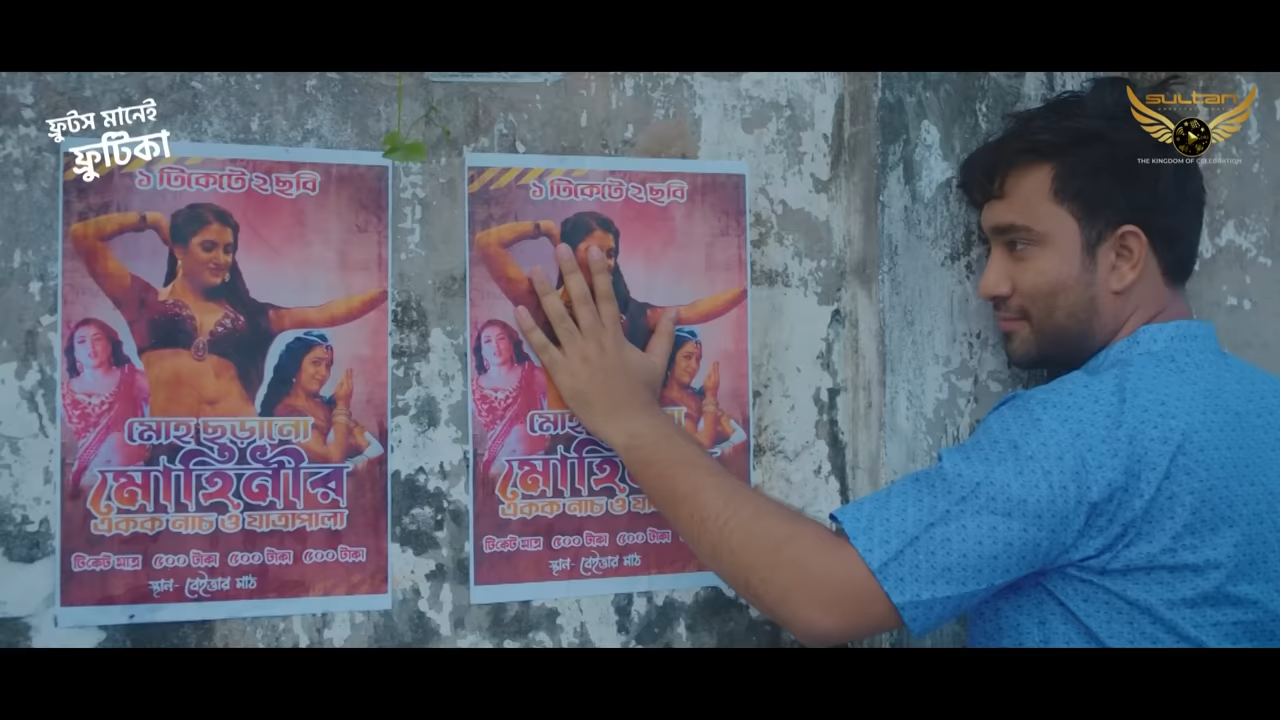 ফ্রুটস মানেই
ফ্রুটিকা
sultan
THE KINGDOM OF CELEBRATION
১ টিকেটে ২ ছবি
মোহ ছড়ানো
মোহিনীর
একক নাচ ও যাত্রাপালা
টিকেট মাত্র ৫০০ টাকা ৫০০ টাকা ৫০০ টাকা
স্থান- বেইত্তার মাঠ
১ টিকেটে ২ ছবি
টিকেট মাত্র ৫০০ টাকা ৫০০ টাকা
স্থান- বেইত্তার মাঠ